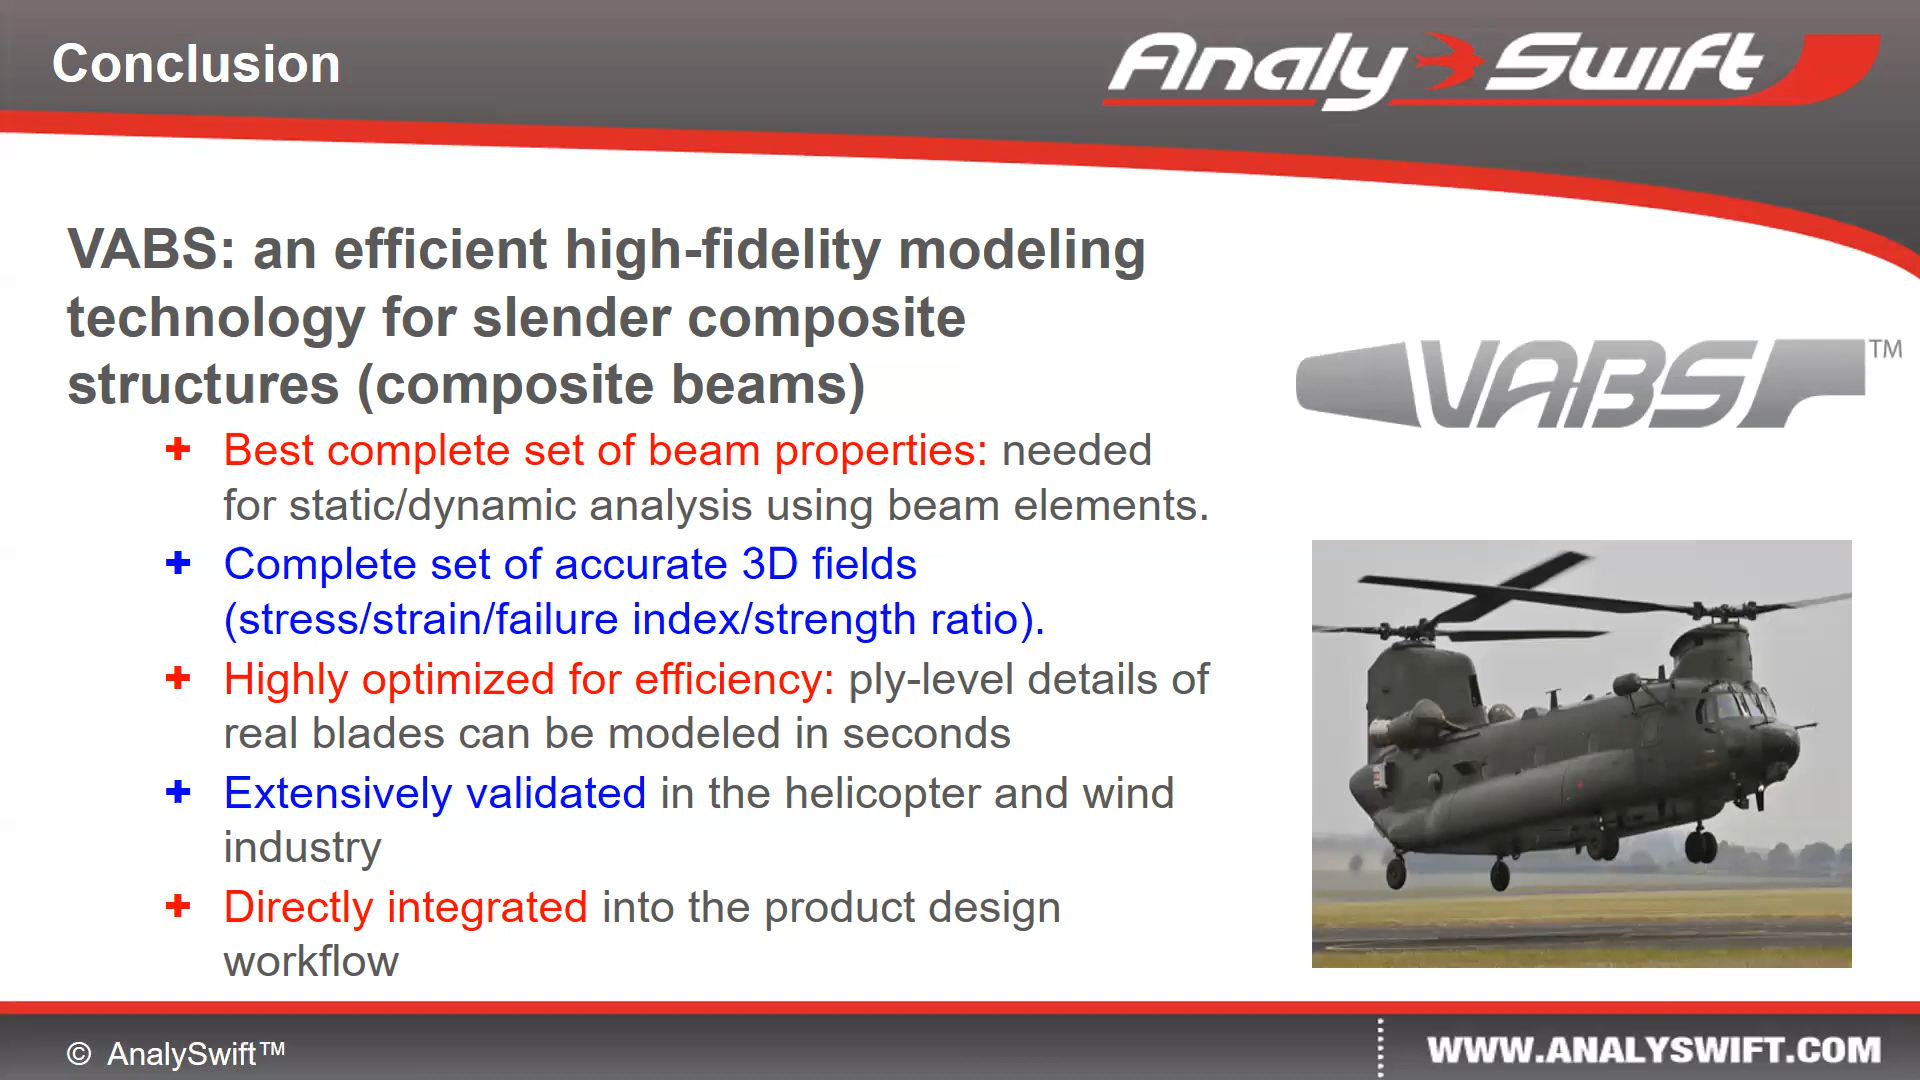 Conclusion
Analy Swift
VABS: an efficient high-fidelity modeling
technology for slender composite
structures (composite beams)
VABS™
+ Best complete set of beam properties: needed
for static/dynamic analysis using beam elements.
+ Complete set of accurate 3D fields
(stress/strain/failure index/strength ratio).
+ Highly optimized for efficiency: ply-level details of
real blades can be modeled in seconds
+ Extensively validated in the helicopter and wind
industry
+ Directly integrated into the product design
workflow
© AnalySwift™
WWW.ANALYSWIFT.COM